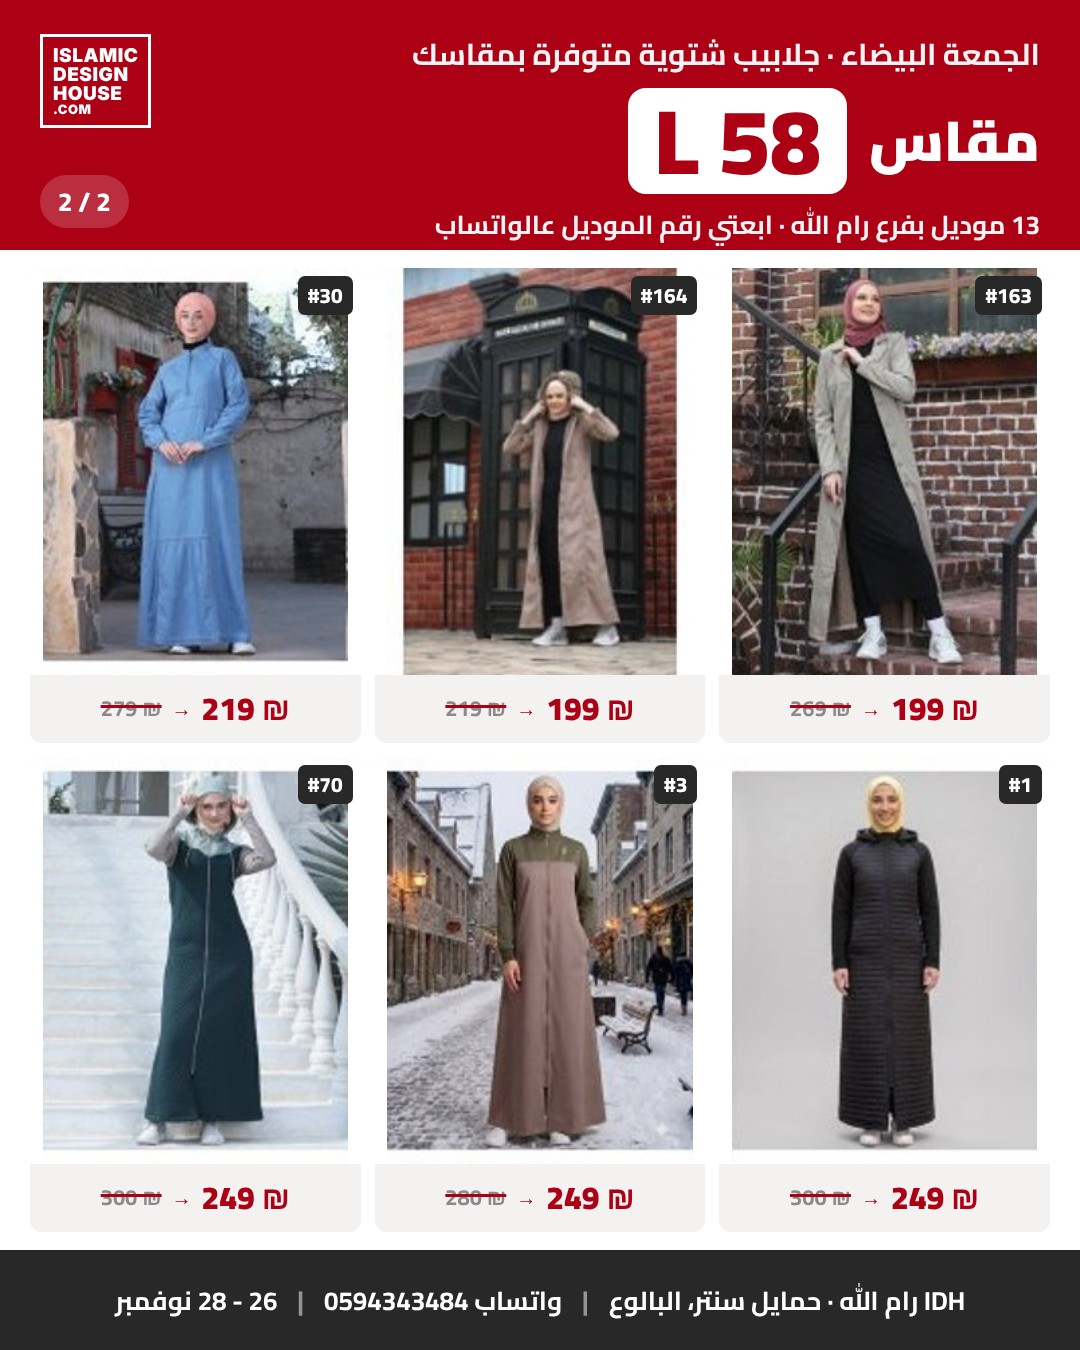 ISLAMIC
DESIGN
HOUSE
.COM
الجمعة البيضاء · جلابيب شتوية متوفرة بمقاسك
مقاس L 58
2 / 2
13 موديل بفرع رام الله · ابعتي رقم الموديل عالواتساب
#163
#164
#30
269 ₪ → 199 ₪
219 ₪ → 199 ₪
279 ₪ → 219 ₪
#1
#3
#70
300 ₪ → 249 ₪
280 ₪ → 249 ₪
300 ₪ → 249 ₪
IDH رام الله · حمايل سنتر، البالوع | واتساب 0594343484 | 26 - 28 نوفمبر